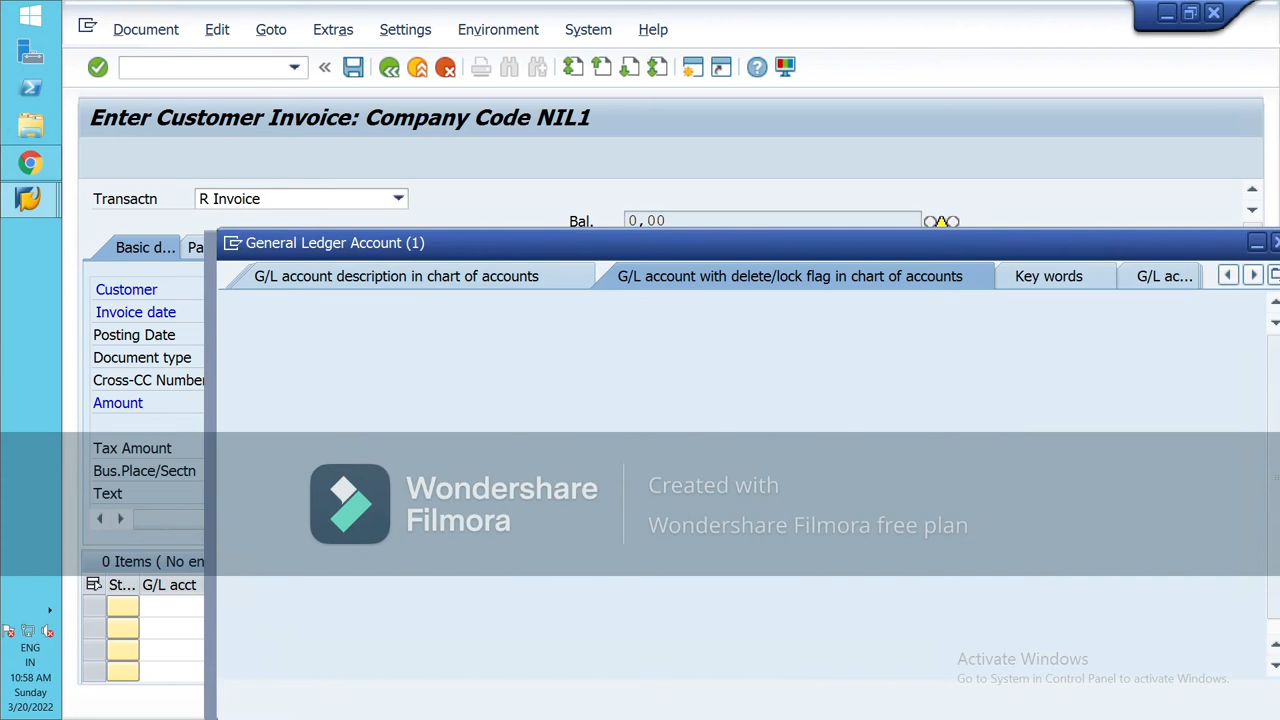 Document Edit Goto Extras Settings Environment System Help
Enter Customer Invoice: Company Code NIL1
Transactn R Invoice
Bal. 0,00
Basic d... Pa
General Ledger Account (1)
G/L account description in chart of accounts G/L account with delete/lock flag in chart of accounts Key words G/L ac...
Customer
Invoice date
Posting Date
Document type
Cross-CC Number
Amount
Tax Amount
Bus.Place/Sectn
Text
Wondershare
Filmora
Created with
Wondershare Filmora free plan
0 Items ( No en
St... G/L acct
ENG
IN
10:58 AM
Sunday
3/20/2022
Activate Windows
Go to System in Control Panel to activate Windows.